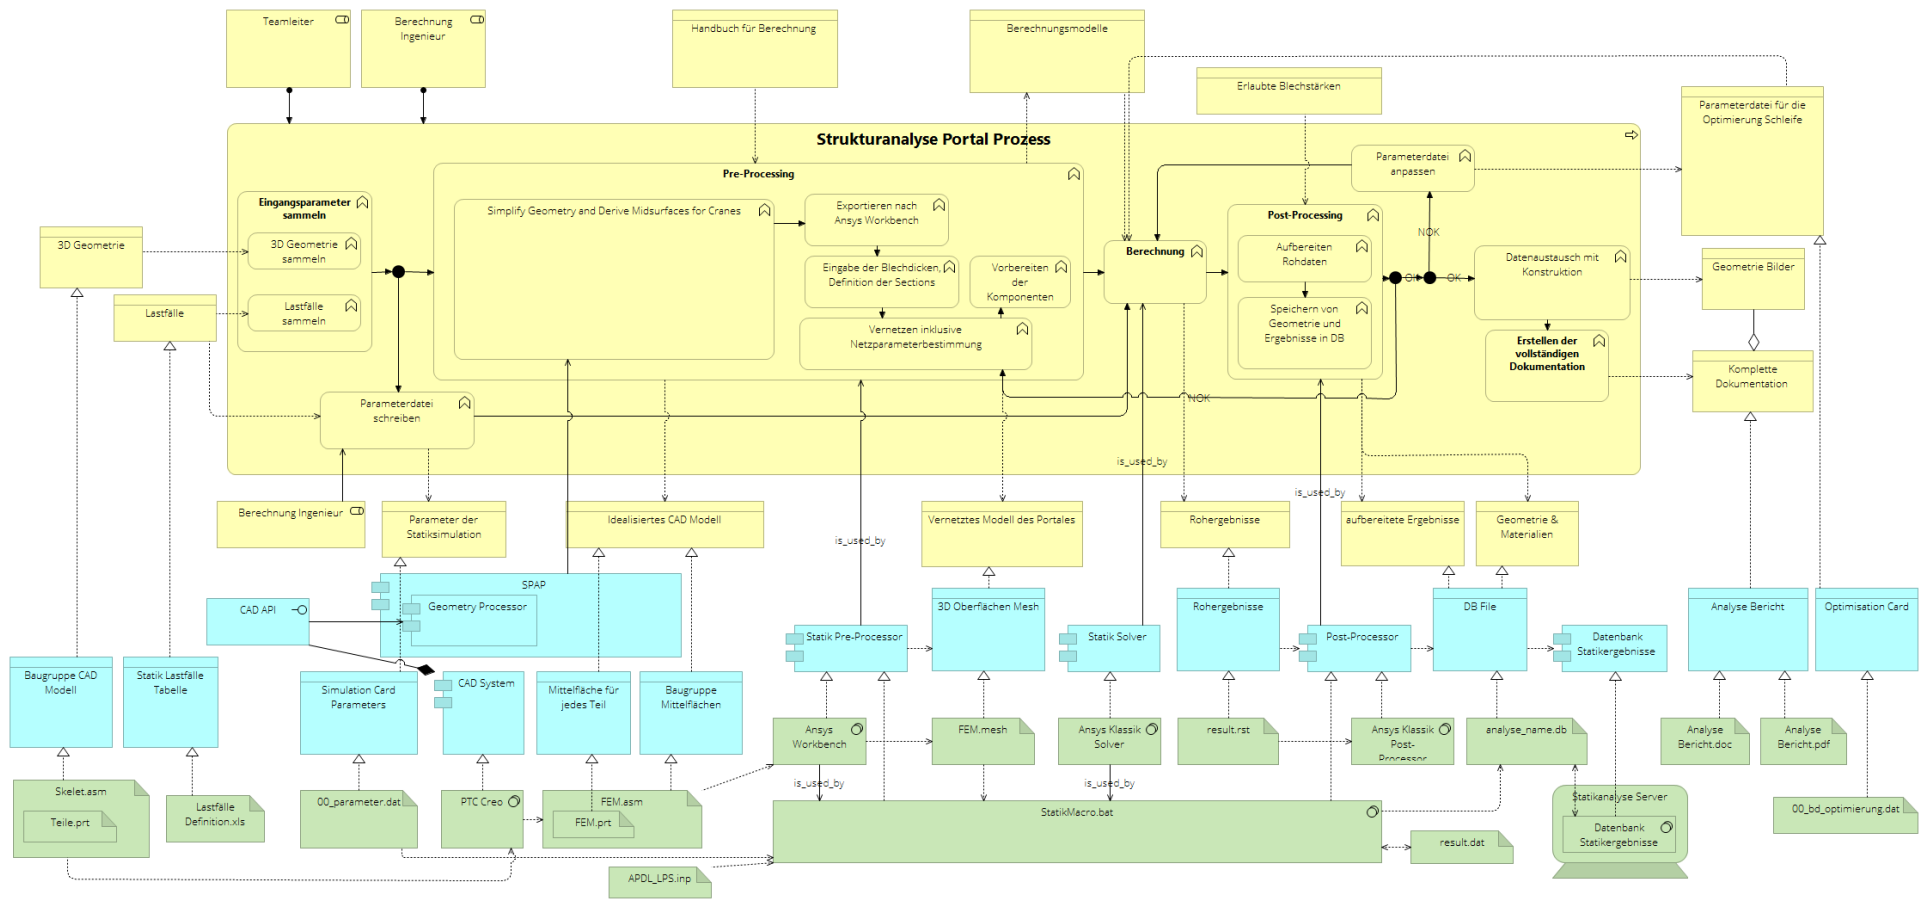 Teamleiter
Berechnung
Ingenieur
Handbuch für Berechnung
Berechnungsmodelle
Erlaubte Blechstärken
Parameterdatei für die
Optimierung Schleife
Strukturanalyse Portal Prozess
Eingangsparameter
sammeln
3D Geometrie
sammeln
Lastfälle
sammeln
3D Geometrie
Lastfälle
Pre-Processing
Simplify Geometry and Derive Midsurfaces for Cranes
Exportieren nach
Ansys Workbench
Eingabe der Blechdicken,
Definition der Sections
Vorbereiten
der
Komponenten
Vernetzen inklusive
Netzparameterbestimmung
Berechnung
Post-Processing
Aufbereiten
Rohdaten
Speichern von
Geometrie und
Ergebnisse in DB
Parameterdatei
anpassen
NOK
OK
OK
NOK
Datenaustausch mit
Konstruktion
Erstellen der
vollständigen
Dokumentation
Geometrie Bilder
Komplette
Dokumentation
Parameterdatei
schreiben
is_used_by
is_used_by
is_used_by
Berechnung Ingenieur
Parameter der
Statiksimulation
Idealisiertes CAD Modell
Vernetztes Modell des Portales
Rohergebnisse
aufbereitete Ergebnisse
Geometrie &
Materialien
SPAP
Geometry Processor
CAD API
Baugruppe CAD
Modell
Statik Lastfälle
Tabelle
Simulation Card
Parameters
CAD System
Mittelfläche für
jedes Teil
Baugruppe
Mittelflächen
Statik Pre-Processor
3D Oberflächen Mesh
Statik Solver
Rohergebnisse
Post-Processor
DB File
Datenbank
Statikergebnisse
Analyse Bericht
Optimisation Card
Ansys
Workbench
FEM.mesh
Ansys Klassik
Solver
result.rst
Ansys Klassik
Post-
Processor
analyse_name.db
Analyse
Bericht.doc
Analyse
Bericht.pdf
is_used_by
is_used_by
Skelet.asm
Teile.prt
Lastfälle
Definition.xls
00_parameter.dat
PTC Creo
FEM.asm
FEM.prt
StatikMacro.bat
APDL_LPS.inp
result.dat
Statikanalyse Server
Datenbank
Statikergebnisse
00_bd_optimierung.dat